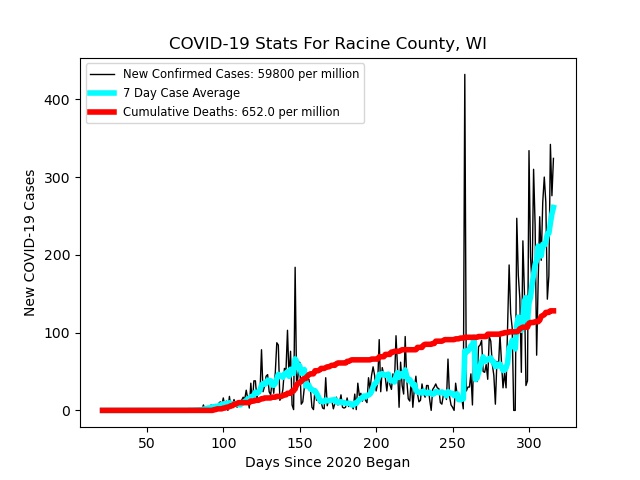 COVID-19 Stats For Racine County, WI
New Confirmed Cases: 59800 per million
7 Day Case Average
Cumulative Deaths: 652.0 per million
New COVID-19 Cases
400
300
200
100
0
50
100
150
200
250
300
Days Since 2020 Began